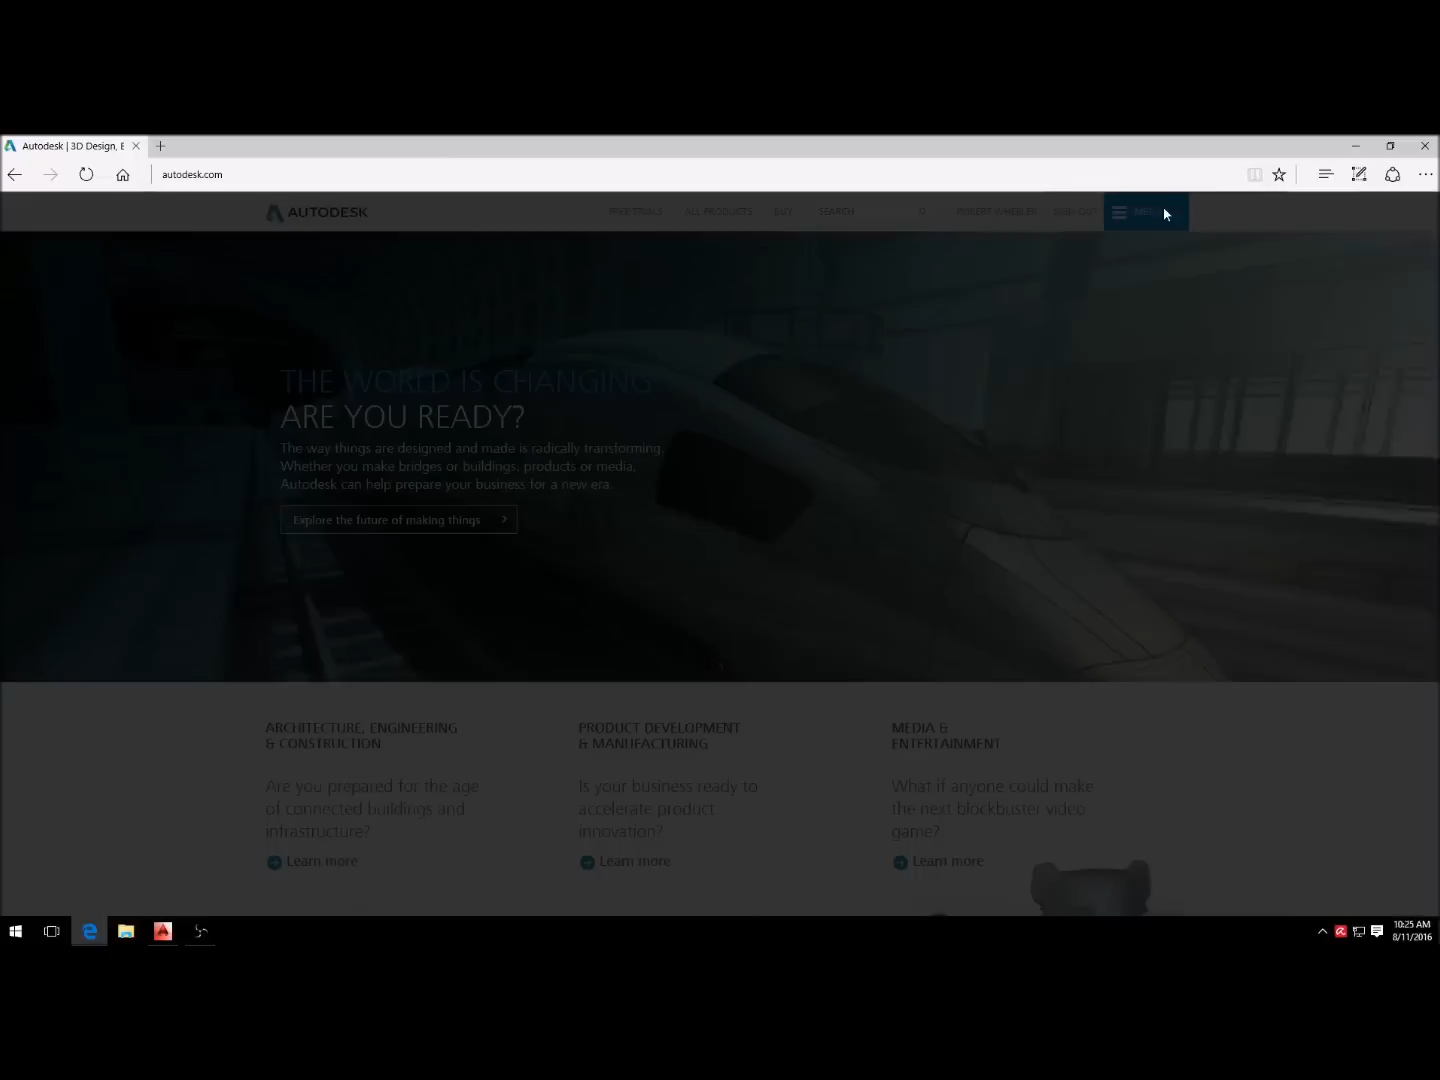 Autodesk | 3D Design, E
autodesk.com
AUTODESK
FREE TRIALS
ALL PRODUCTS
BUY
SEARCH
ROBERT WHEELER
SIGN OUT
THE WORLD IS CHANGING
ARE YOU READY?
The way things are designed and made is radically transforming.
Whether you make bridges or buildings, products or media,
Autodesk can help prepare your business for a new era.
Explore the future of making things
ARCHITECTURE, ENGINEERING
& CONSTRUCTION
Are you prepared for the age
of connected buildings and
infrastructure?
Learn more
PRODUCT DEVELOPMENT
& MANUFACTURING
Is your business ready to
accelerate product
innovation?
Learn more
MEDIA &
ENTERTAINMENT
What if anyone could make
the next blockbuster video
game?
Learn more
10:25 AM
8/11/2016